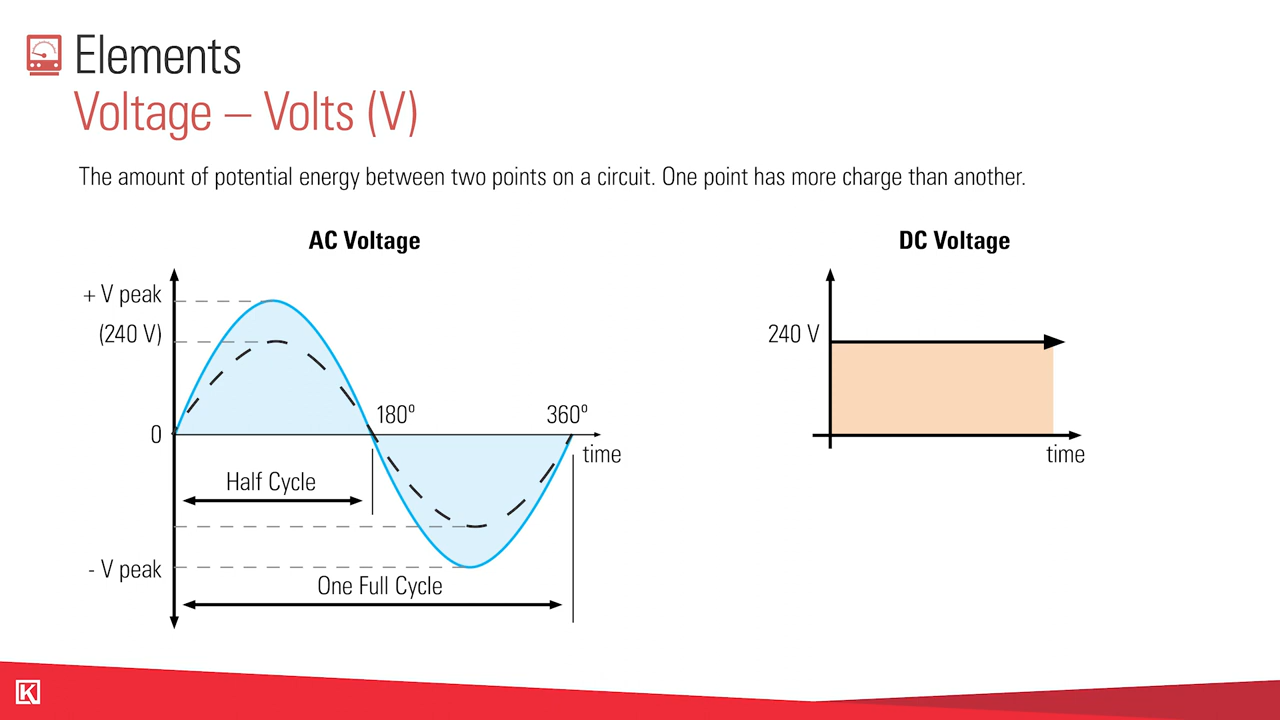 Elements
Voltage – Volts (V)
The amount of potential energy between two points on a circuit. One point has more charge than another.
AC Voltage
+ V peak
(240 V)
0
180º
360º
time
Half Cycle
- V peak
One Full Cycle
DC Voltage
240 V
time
K